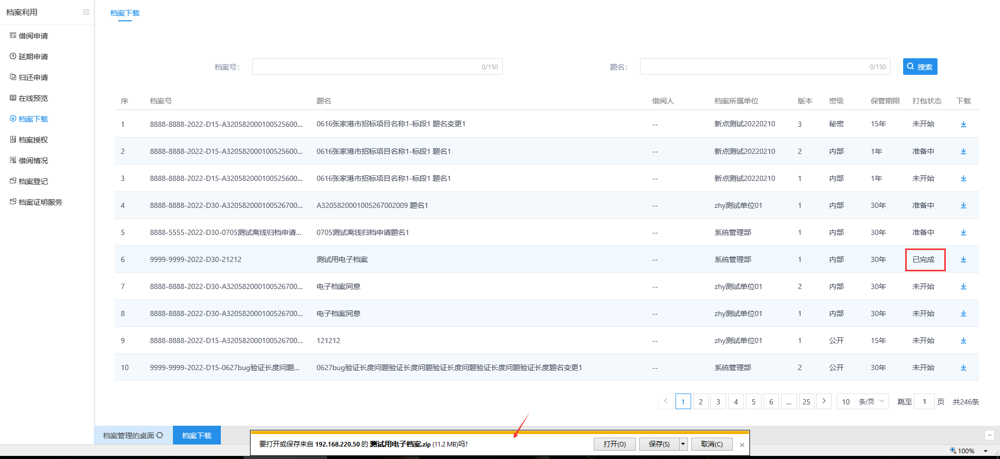 档案利用
借阅申请
延期申请
归还申请
在线预览
档案下载
档案授权
借阅情况
档案登记
档案证明服务
档案下载
档案号： 0/150 题名： 0/150 搜索
序 档案号 题名 借阅人 档案所属单位 版本 密级 保管期限 打包状态 下载
1 8888-8888-2022-D15-A320582000100525600... 0616张家港市招标项目名称1-标段1 题名变更1 -- 新点测试20220210 3 秘密 15年 未开始
2 8888-8888-2022-D15-A320582000100525600... 0616张家港市招标项目名称1-标段1 题名1 -- 新点测试20220210 2 内部 1年 准备中
3 8888-8888-2022-D15-A320582000100525600... 0616张家港市招标项目名称1-标段1 题名1 -- 新点测试20220210 1 内部 1年 未开始
4 8888-8888-2022-D30-A320582000100526700... A3205820001005267002009 题名1 -- zhy测试单位01 1 内部 30年 准备中
5 8888-5555-2022-D30-0705测试离线归档申请... 0705测试离线归档申请题名1 -- 系统管理部 1 内部 30年 准备中
6 9999-9999-2022-D30-21212 测试用电子档案 -- 系统管理部 1 内部 30年 已完成
7 8888-8888-2022-D30-A320582000100526700... 电子档案同意 -- zhy测试单位01 2 内部 30年 未开始
8 8888-8888-2022-D30-A320582000100526700... 电子档案同意 -- zhy测试单位01 1 内部 30年 未开始
9 8888-8888-2022-D15-A320582000100526700... 121212 -- zhy测试单位01 1 公开 15年 未开始
10 9999-9999-2022-D15-0627bug验证长度问题... 0627bug验证长度问题验证长度问题验证长度问题验证长度问题验证长度题名变更1 -- 系统管理部 2 公开 30年 未开始
1 2 3 4 5 6 ... 25 10 条/页 跳至 1 页 共246条
档案管理的桌面 档案下载
要打开或保存来自 192.168.220.50 的 测试用电子档案.zip (11.2 MB)吗? 打开(O) 保存(S) 取消(C)
100%